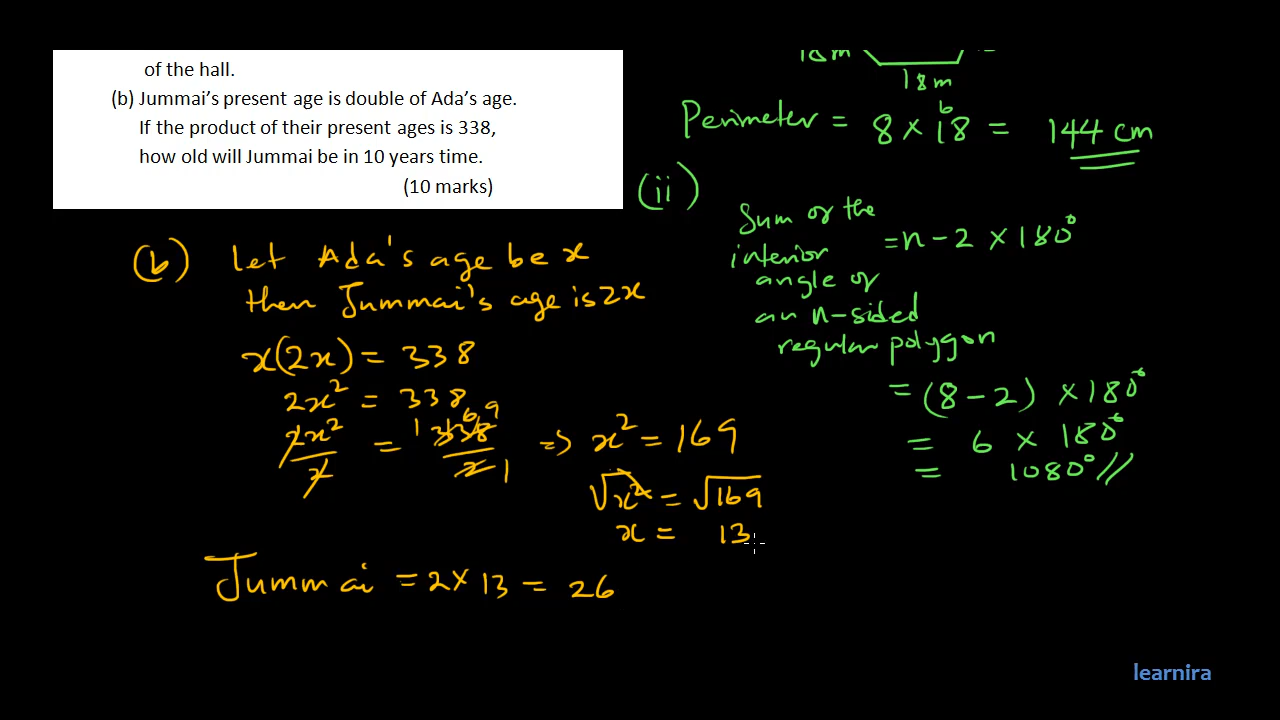 of the hall.
(b) Jummai's present age is double of Ada's age.
If the product of their present ages is 338,
how old will Jummai be in 10 years time.
(10 marks)
(b) Let Ada's age be x
then Jummai's age is 2x
x(2x) = 338
2x² = 338
2x²/2 = 338/2 1 169 1 => x² = 169
√x² = √169
x = 13
Jummai = 2 × 13 = 26
18m
18m
Perimeter = 8 × 18 = 144 cm
(ii)
Sum of the
interior = n - 2 × 180°
angle of
an n-sided
regular polygon
= (8 - 2) × 180°
= 6 × 180°
= 1080° //
learnira